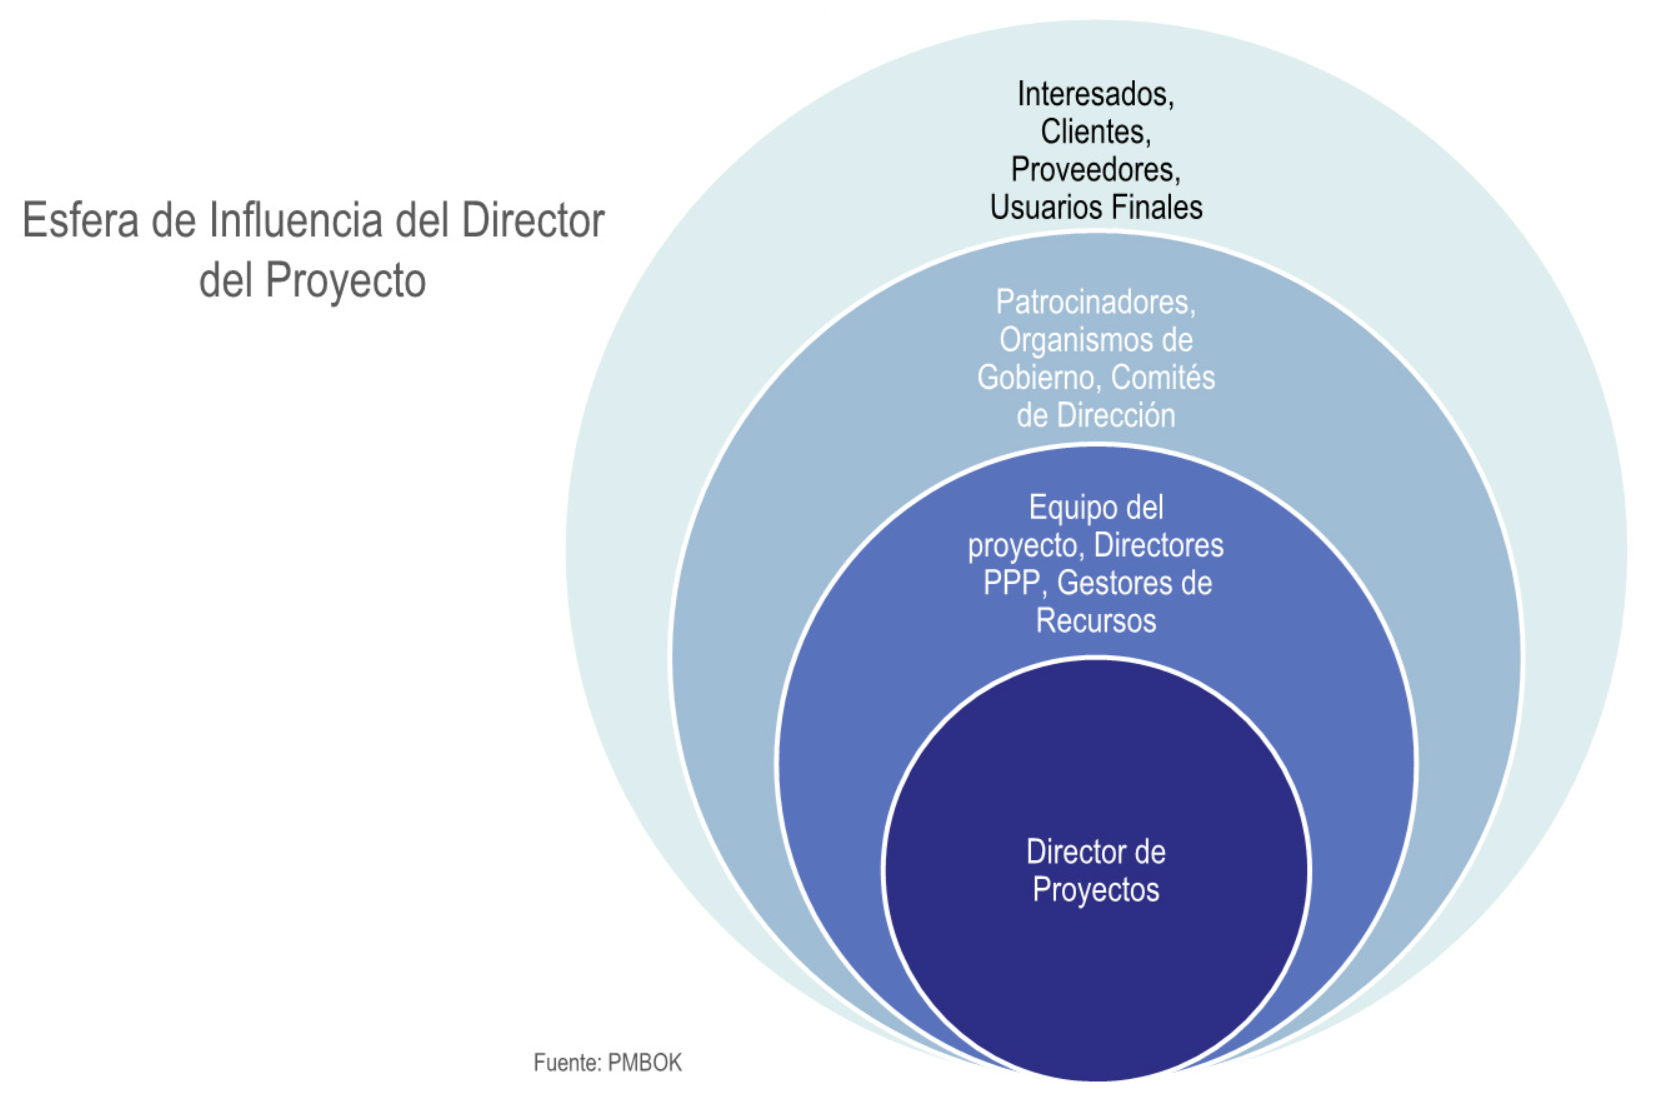 Esfera de Influencia del Director
del Proyecto
Interesados,
Clientes,
Proveedores,
Usuarios Finales
Patrocinadores,
Organismos de
Gobierno, Comités
de Dirección
Equipo del
proyecto, Directores
PPP, Gestores de
Recursos
Director de
Proyectos
Fuente: PMBOK